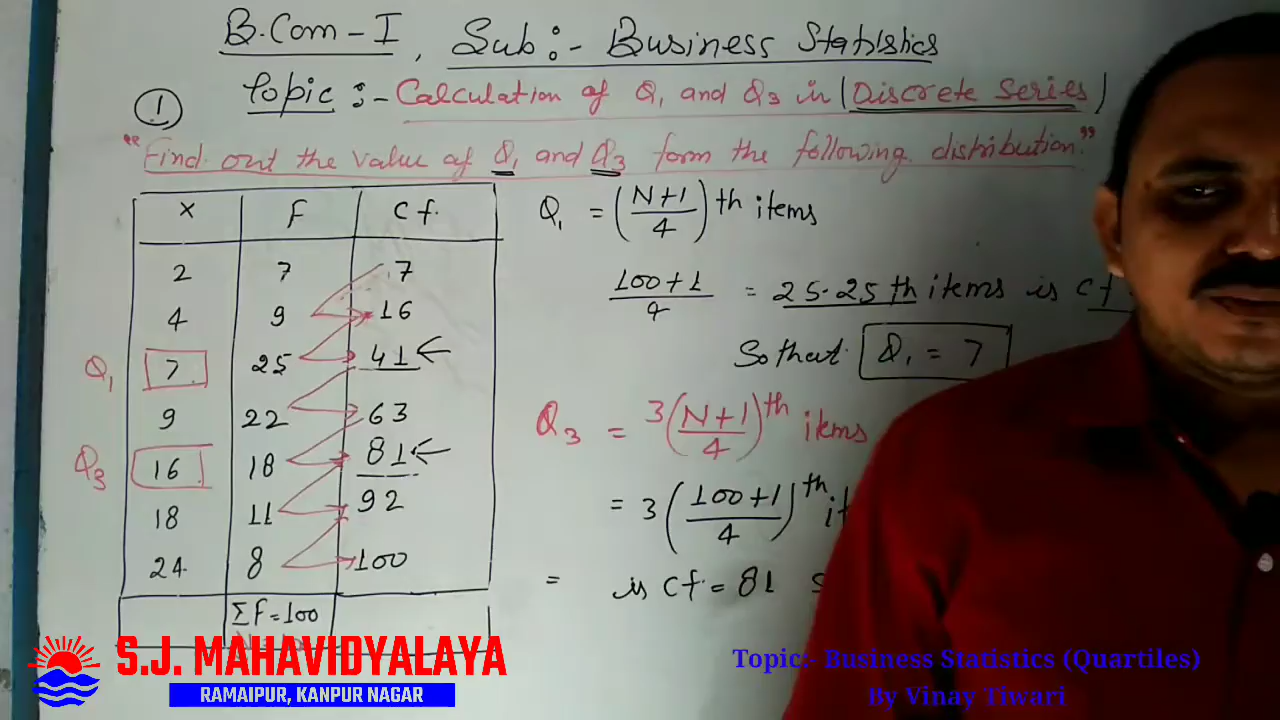 B.Com - I, Sub:- Business Statistics
① Topic :- Calculation of Q1 and Q3 in (Discrete Series)
"Find out the value of Q1 and Q3 form the following distribution."
X F Cf.
2 7 7
4 9 16
Q1 7 25 41
9 22 63
Q3 16 18 81
18 11 92
24 8 100
ΣF=100
Q1 = (N+1/4)th items
100+1/4 = 25.25th items is cf
So that Q1 = 7
Q3 = 3(N+1/4)th items
= 3(100+1/4)th it
= is cf = 81 S
S.J. MAHAVIDYALAYA
RAMAIPUR, KANPUR NAGAR
Topic:- Business Statistics (Quartiles)
By Vinay Tiwari